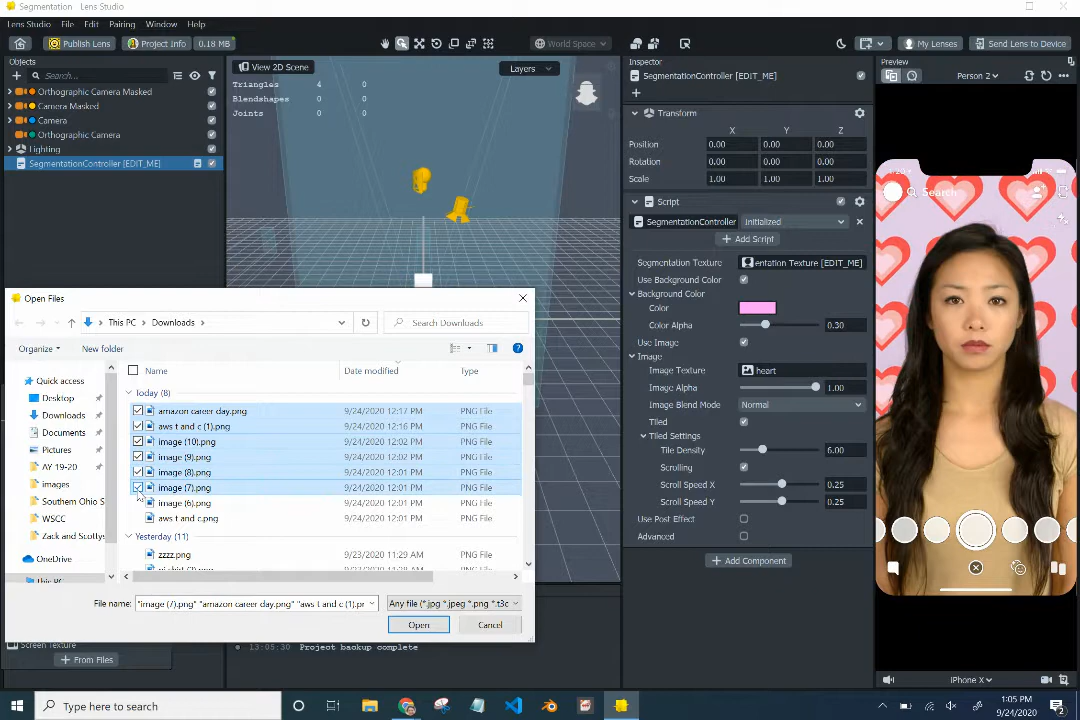 Segmentation - Lens Studio
Lens Studio File Edit Pairing Window Help
Publish Lens Project Info 0.18 MB World Space My Lenses Send Lens to Device
Objects
Search...
Orthographic Camera Masked
Camera Masked
Camera
Orthographic Camera
Lighting
SegmentationController [EDIT_ME]
View 2D Scene
Layers
Triangles 4 0
Blendshapes 0 0
Joints 0 0
Inspector
SegmentationController [EDIT_ME]
Transform
X Y Z
Position 0.00 0.00 0.00
Rotation 0.00 0.00 0.00
Scale 1.00 1.00 1.00
Script
SegmentationController Initialized
Add Script
Segmentation Texture entation Texture [EDIT_ME]
Use Background Color
Background Color
Color
Color Alpha 0.30
Use Image
Image
Image Texture heart
Image Alpha 1.00
Image Blend Mode Normal
Tiled
Tiled Settings
Tile Density 6.00
Scrolling
Scroll Speed X 0.25
Scroll Speed Y 0.25
Use Post Effect
Advanced
Add Component
Preview
Person 2
Search
iPhone X
Open Files
This PC Downloads
Search Downloads
Organize New folder
Name Date modified Type
Quick access
Desktop
Downloads
Documents
Pictures
AY 19-20
images
Southern Ohio S
WSCC
Zack and Scotty
OneDrive
This PC
Today (8)
amazon career day.png 9/24/2020 12:17 PM PNG File
aws t and c (1).png 9/24/2020 12:16 PM PNG File
image (10).png 9/24/2020 12:02 PM PNG File
image (9).png 9/24/2020 12:02 PM PNG File
image (8).png 9/24/2020 12:01 PM PNG File
image (7).png 9/24/2020 12:01 PM PNG File
image (6).png 9/24/2020 12:01 PM PNG File
aws t and c.png 9/24/2020 12:01 PM PNG File
Yesterday (11)
zzzz.png 9/23/2020 11:29 AM PNG File
File name: "image (7).png" "amazon career day.png" "aws t and c (1).pr Any file (*.jpg *.jpeg *.png *.t3c
Open Cancel
Screen Texture
From Files
13:05:30 Project backup complete
Type here to search
1:05 PM
9/24/2020
2